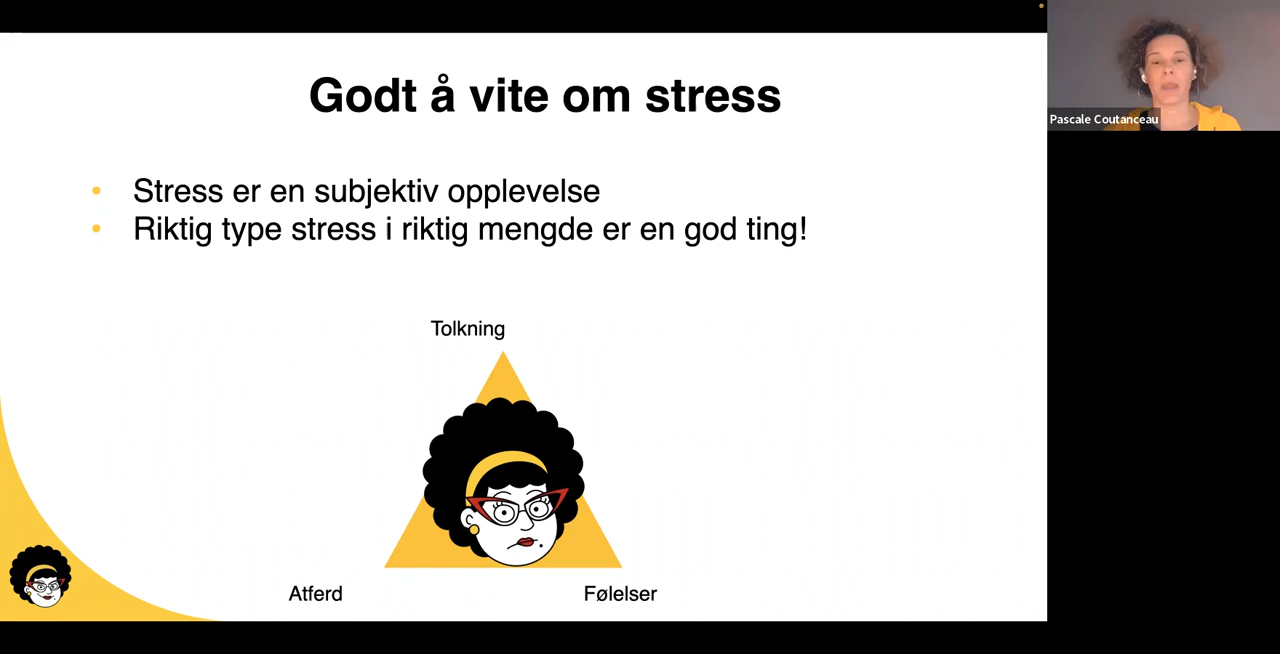 Godt å vite om stress
Stress er en subjektiv opplevelse
Riktig type stress i riktig mengde er en god ting!
Tolkning
Atferd
Følelser
Pascale Coutanceau